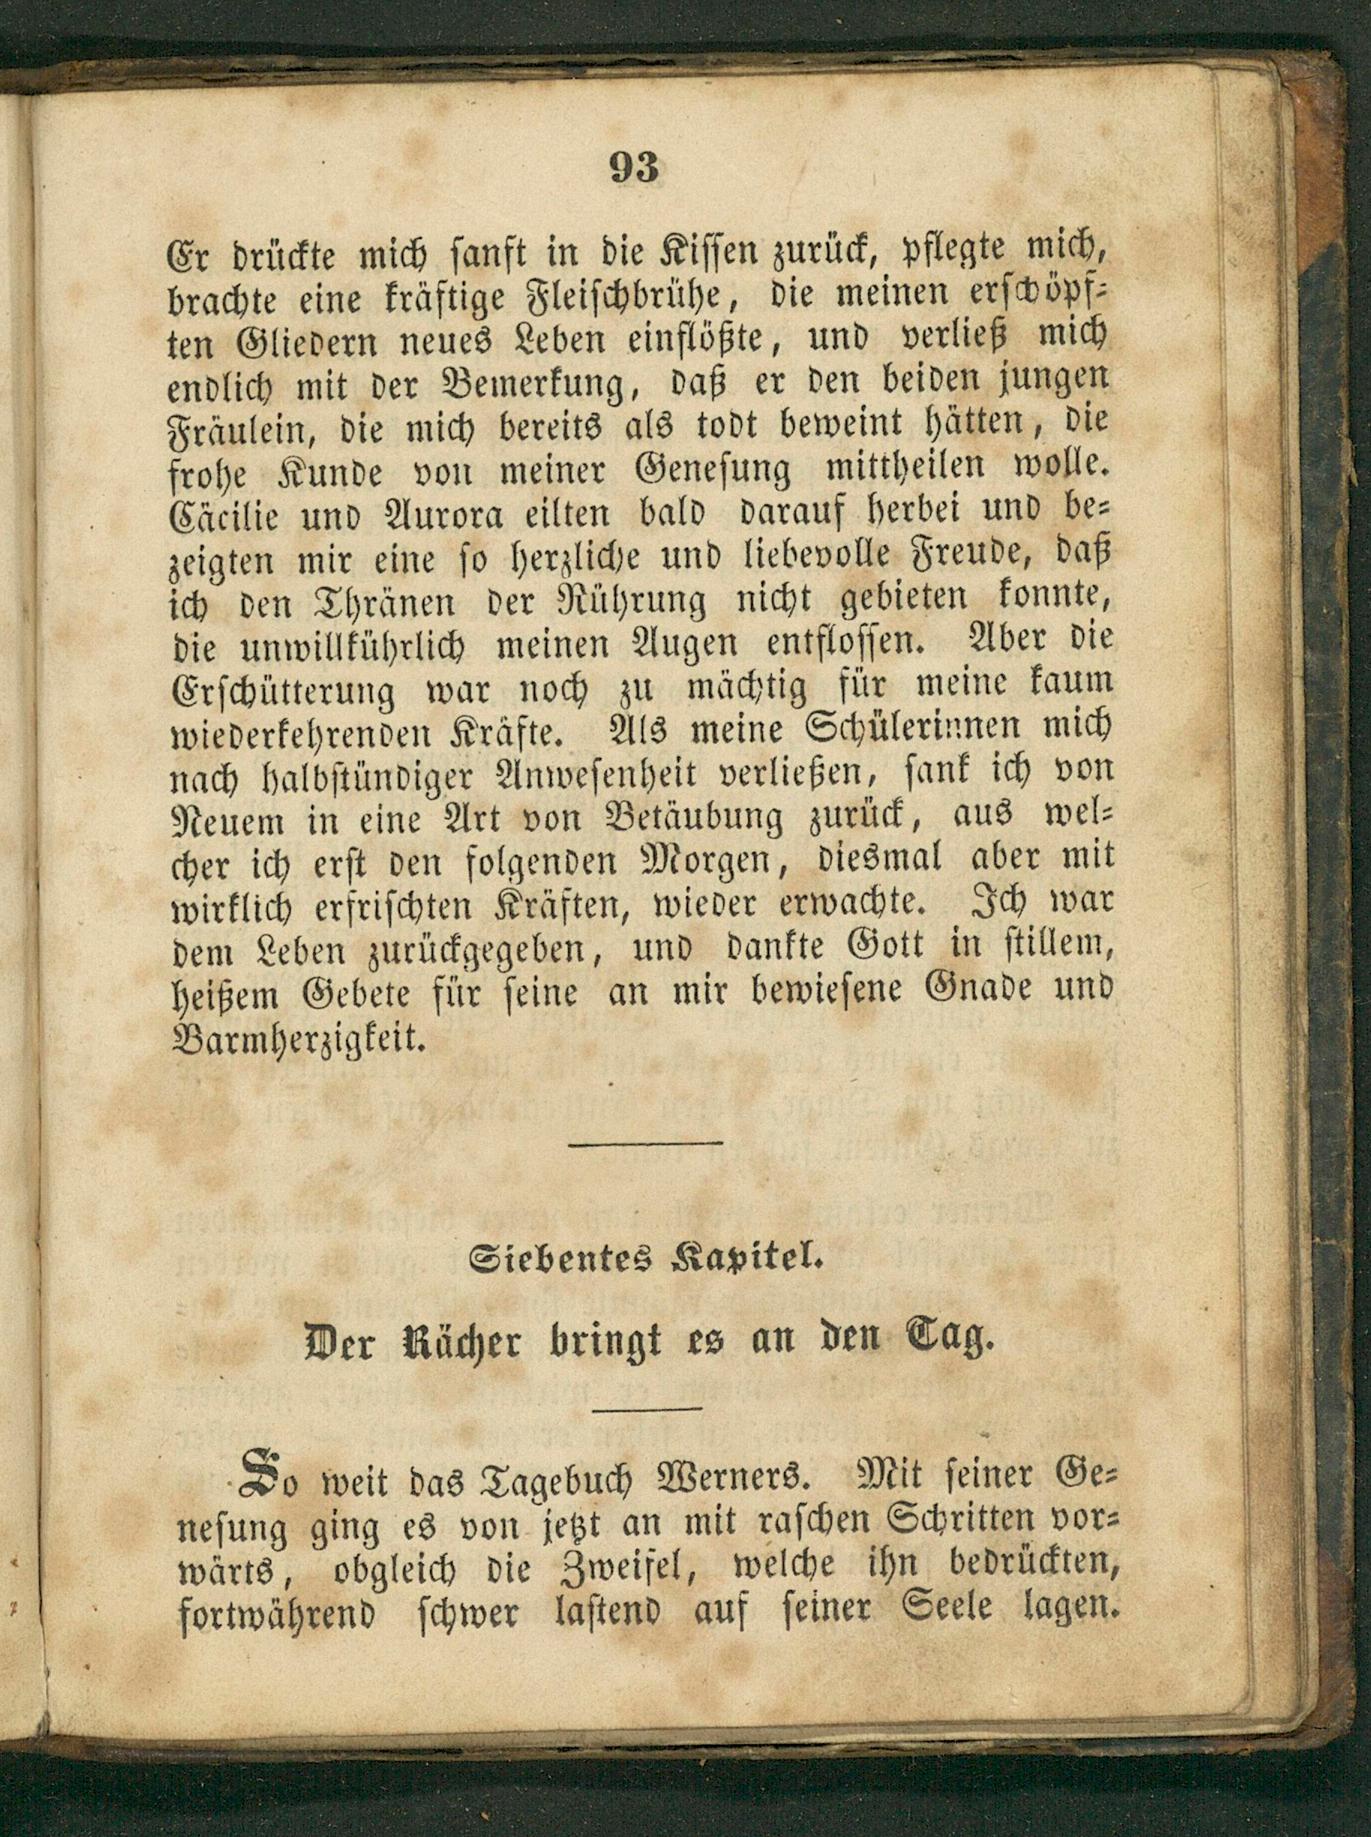 93
Er drückte mich sanft in die Kissen zurück, pflegte mich,
brachte eine kräftige Fleischbrühe, die meinen erschöpf-
ten Gliedern neues Leben einflößte, und verließ mich
endlich mit der Bemerkung, daß er den beiden jungen
Fräulein, die mich bereits als todt beweint hätten, die
frohe Kunde von meiner Genesung mittheilen wolle.
Cäcilie und Aurora eilten bald darauf herbei und be-
zeigten mir eine so herzliche und liebevolle Freude, daß
ich den Thränen der Rührung nicht gebieten konnte,
die unwillkührlich meinen Augen entflossen. Aber die
Erschütterung war noch zu mächtig für meine kaum
wiederkehrenden Kräfte. Als meine Schülerinnen mich
nach halbstündiger Anwesenheit verließen, sank ich von
Neuem in eine Art von Betäubung zurück, aus wel-
cher ich erst den folgenden Morgen, diesmal aber mit
wirklich erfrischten Kräften, wieder erwachte. Ich war
dem Leben zurückgegeben, und dankte Gott in stillem,
heißem Gebete für seine an mir bewiesene Gnade und
Barmherzigkeit.
Siebentes Kapitel.
Der Rächer bringt es an den Tag.
So weit das Tagebuch Werners. Mit seiner Ge-
nesung ging es von jetzt an mit raschen Schritten vor-
wärts, obgleich die Zweifel, welche ihn bedrückten,
fortwährend schwer lastend auf seiner Seele lagen.